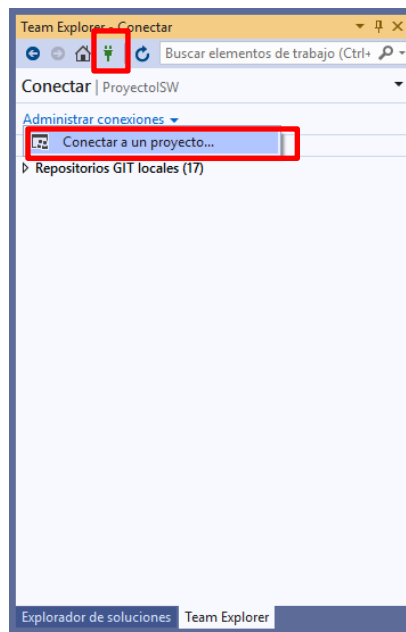 Team Explorer - Conectar
Buscar elementos de trabajo (Ctrl+
Conectar | ProyectoISW
Administrar conexiones
Conectar a un proyecto...
Repositorios GIT locales (17)
Explorador de soluciones Team Explorer